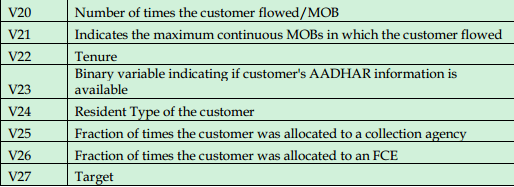 V20 Number of times the customer flowed/MOB
V21 Indicates the maximum continuous MOBs in which the customer flowed
V22 Tenure
Binary variable indicating if customer's AADHAR information is
V23 available
V24 Resident Type of the customer
V25 Fraction of times the customer was allocated to a collection agency
V26 Fraction of times the customer was allocated to an FCE
V27 Target